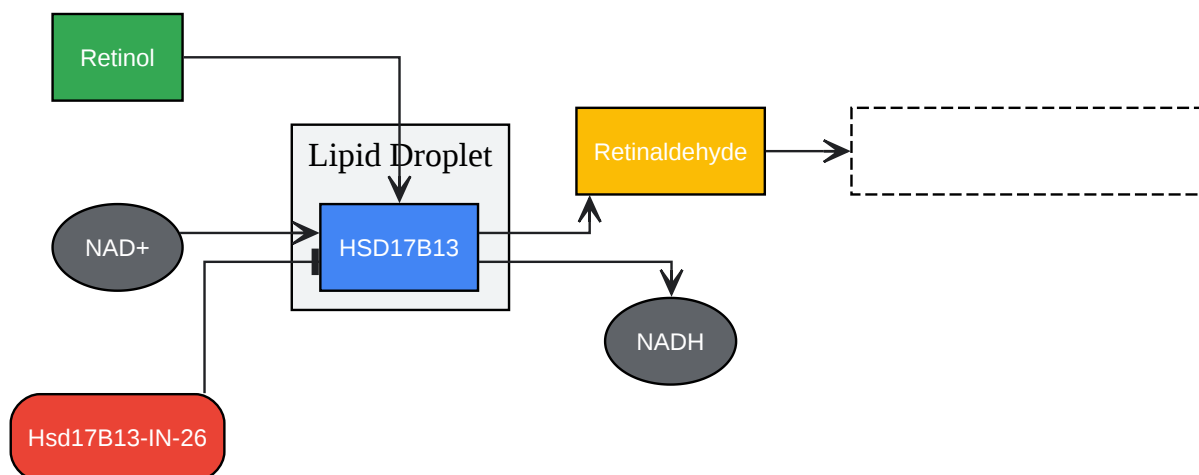 Retinol
Lipid Droplet
Retinaldehyde
NAD+
HSD17B13
NADH
Hsd17B13-IN-26